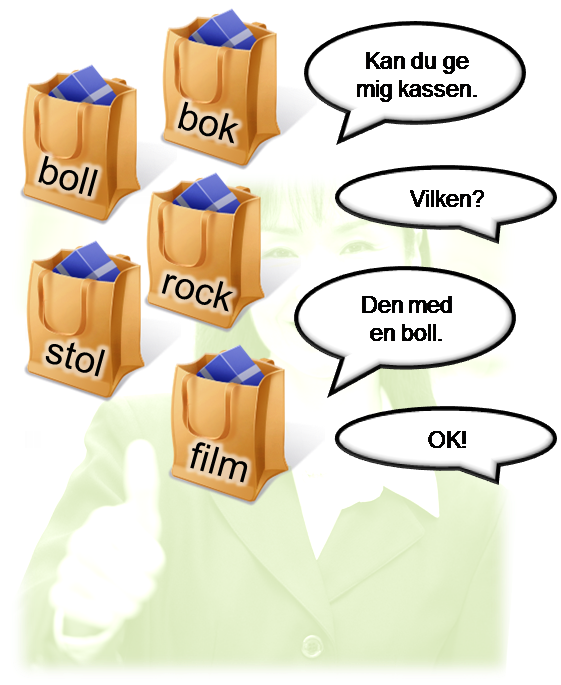 bok
boll
rock
stol
film
Kan du ge
mig kassen.
Vilken?
Den med
en boll.
OK!